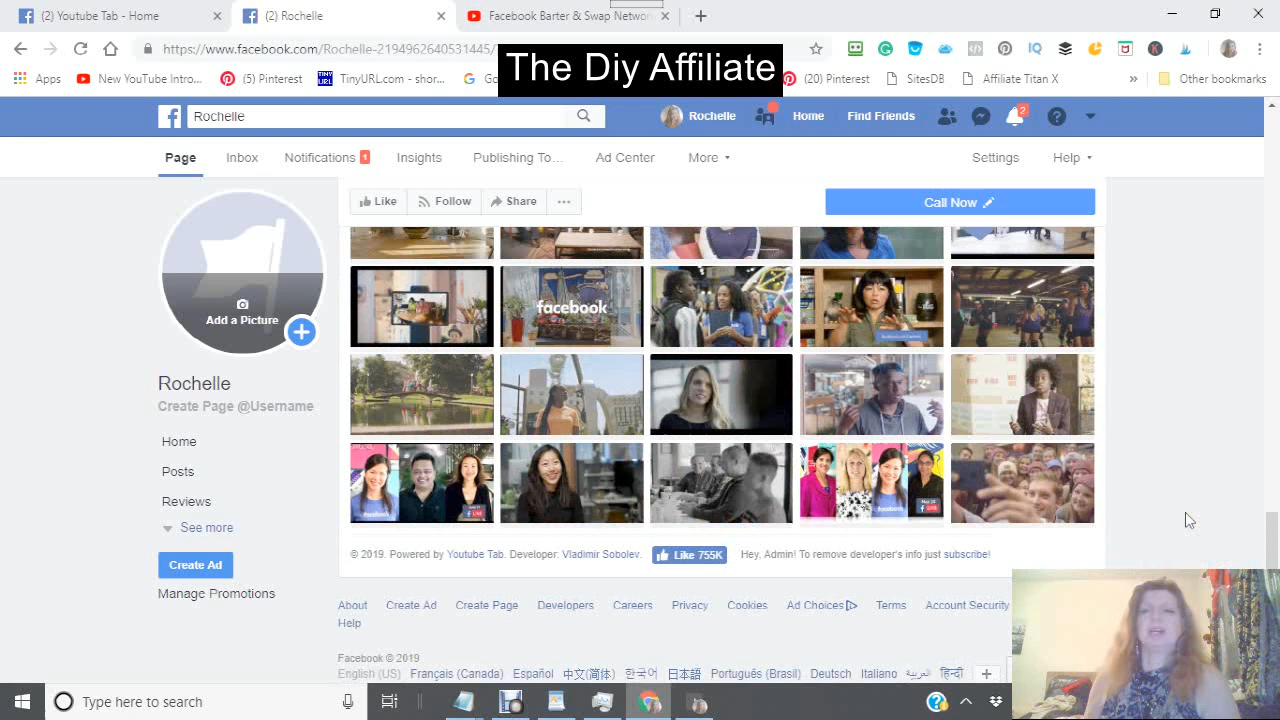 (2) Youtube Tab - Home
(2) Rochelle
Facebook Barter & Swap Network
https://www.facebook.com/Rochelle-2194962640531445/
The Diy Affiliate
Apps
New YouTube Intro...
(5) Pinterest
TinyURL.com - shor...
(20) Pinterest
SitesDB
Affiliate Titan X
»
Other bookmarks
Rochelle
Rochelle
Home
Find Friends
2
Page
Inbox
Notifications 1
Insights
Publishing To...
Ad Center
More
Settings
Help
Like
Follow
Share
...
Call Now
facebook
Add a Picture
Rochelle
Create Page @Username
Home
Posts
Reviews
See more
Create Ad
Manage Promotions
© 2019. Powered by Youtube Tab. Developer: Vladimir Sobolev.
Like 755K
Hey, Admin! To remove developer's info just subscribe!
About
Create Ad
Create Page
Developers
Careers
Privacy
Cookies
Ad Choices
Terms
Account Security
Help
Facebook © 2019
English (US)
Français (Canada)
Español
中文(简体)
한국어
日本語
Português (Brasil)
Deutsch
Italiano
العربية
हिन्दी
Type here to search